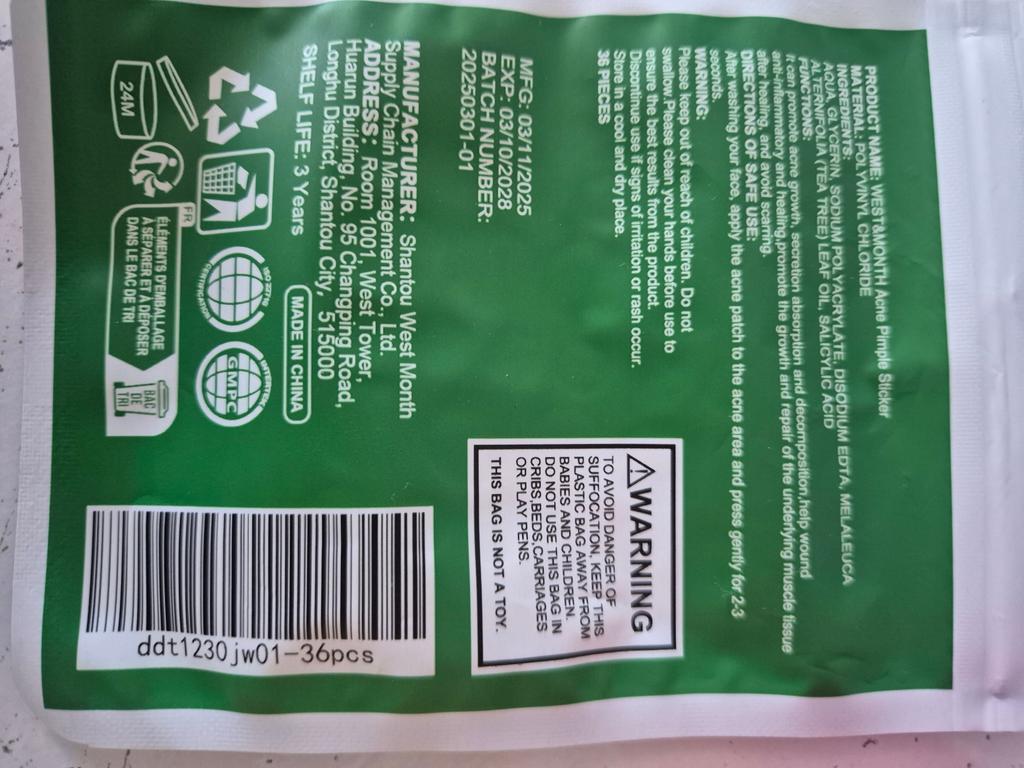 PRODUCT NAME: WEST&MONTH Acne Pimple Sticker
MATERIAL: POLYVINYL CHLORIDE
INGREDIENTS:
AQUA, GLYCERIN, SODIUM POLYACRYLATE, DISODIUM EDTA, MELALEUCA
ALTERNIFOLIA (TEA TREE) LEAF OIL, SALICYLIC ACID
FUNCTIONS:
It can promote acne growth, secretion absorption and decomposition,help wound
anti-inflammatory and healing,promote the growth and repair of the underlying muscle tissue
after healing, and avoid scarring.
DIRECTIONS OF SAFE USE:
After washing your face, apply the acne patch to the acne area and press gently for 2-3
seconds.
WARNING:
Please keep out of reach of children. Do not
swallow.Please clean your hands before use to
ensure the best results from the product.
Discontinue use if signs of irritation or rash occur.
Store in a cool and dry place.
36 PIECES
MFG: 03/11/2025
EXP: 03/10/2028
BATCH NUMBER:
20250301-01
⚠WARNING
TO AVOID DANGER OF
SUFFOCATION, KEEP THIS
PLASTIC BAG AWAY FROM
BABIES AND CHILDREN.
DO NOT USE THIS BAG IN
CRIBS,BEDS,CARRIAGES
OR PLAY PENS.
THIS BAG IS NOT A TOY.
MANUFACTURER: Shantou West Month
Supply Chain Management Co., Ltd.
ADDRESS: Room 1001, West Tower,
Huarun Building, No. 95 Changping Road,
Longhu District, Shantou City, 515000
SHELF LIFE: 3 Years
MADE IN CHINA
ISO 22716
CERTIFICATION
GMPC
24M
FR
ÉLÉMENTS D'EMBALLAGE
À SÉPARER ET À DÉPOSER
DANS LE BAC DE TRI
BAC
DE
TRI
ddt1230jw01-36pcs